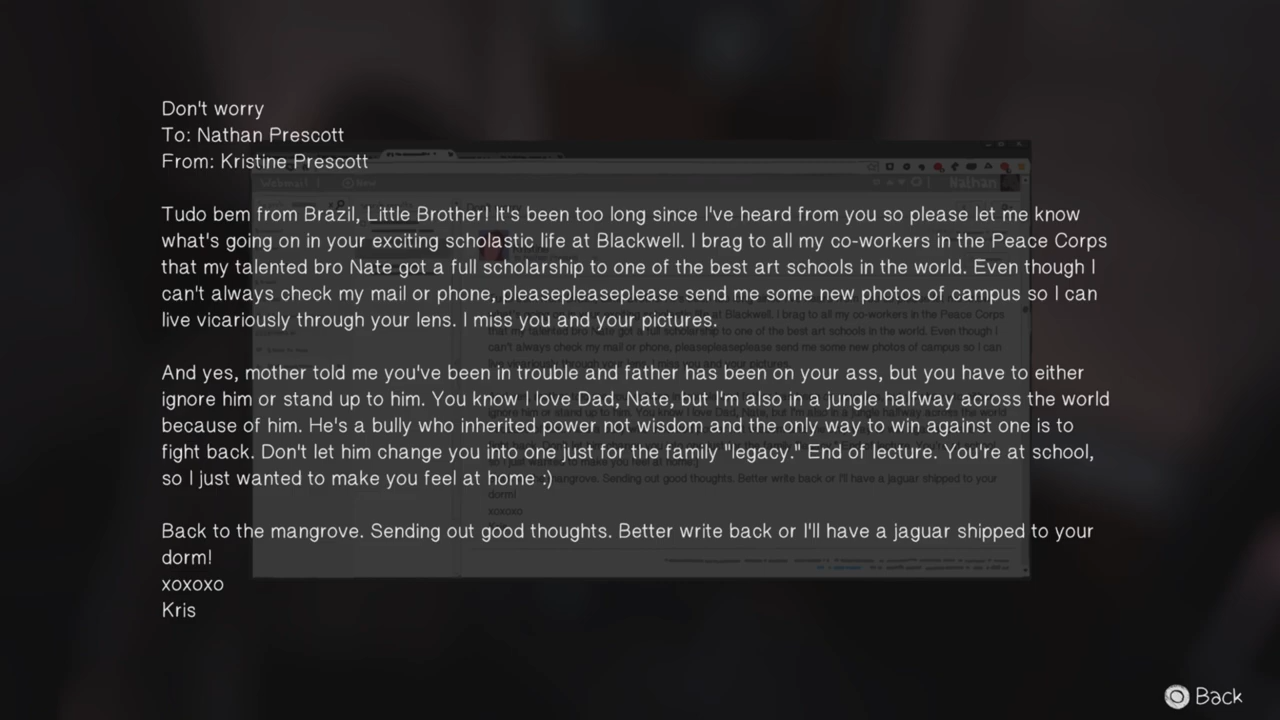 Don't worry
To: Nathan Prescott
From: Kristine Prescott
Webmail
New
Nathan
Tudo bem from Brazil, Little Brother! It's been too long since I've heard from you so please let me know
what's going on in your exciting scholastic life at Blackwell. I brag to all my co-workers in the Peace Corps
that my talented bro Nate got a full scholarship to one of the best art schools in the world. Even though I
can't always check my mail or phone, pleasepleaseplease send me some new photos of campus so I can
live vicariously through your lens. I miss you and your pictures.
And yes, mother told me you've been in trouble and father has been on your ass, but you have to either
ignore him or stand up to him. You know I love Dad, Nate, but I'm also in a jungle halfway across the world
because of him. He's a bully who inherited power not wisdom and the only way to win against one is to
fight back. Don't let him change you into one just for the family "legacy." End of lecture. You're at school,
so I just wanted to make you feel at home :)
Back to the mangrove. Sending out good thoughts. Better write back or I'll have a jaguar shipped to your
dorm!
xoxoxo
Kris
Back